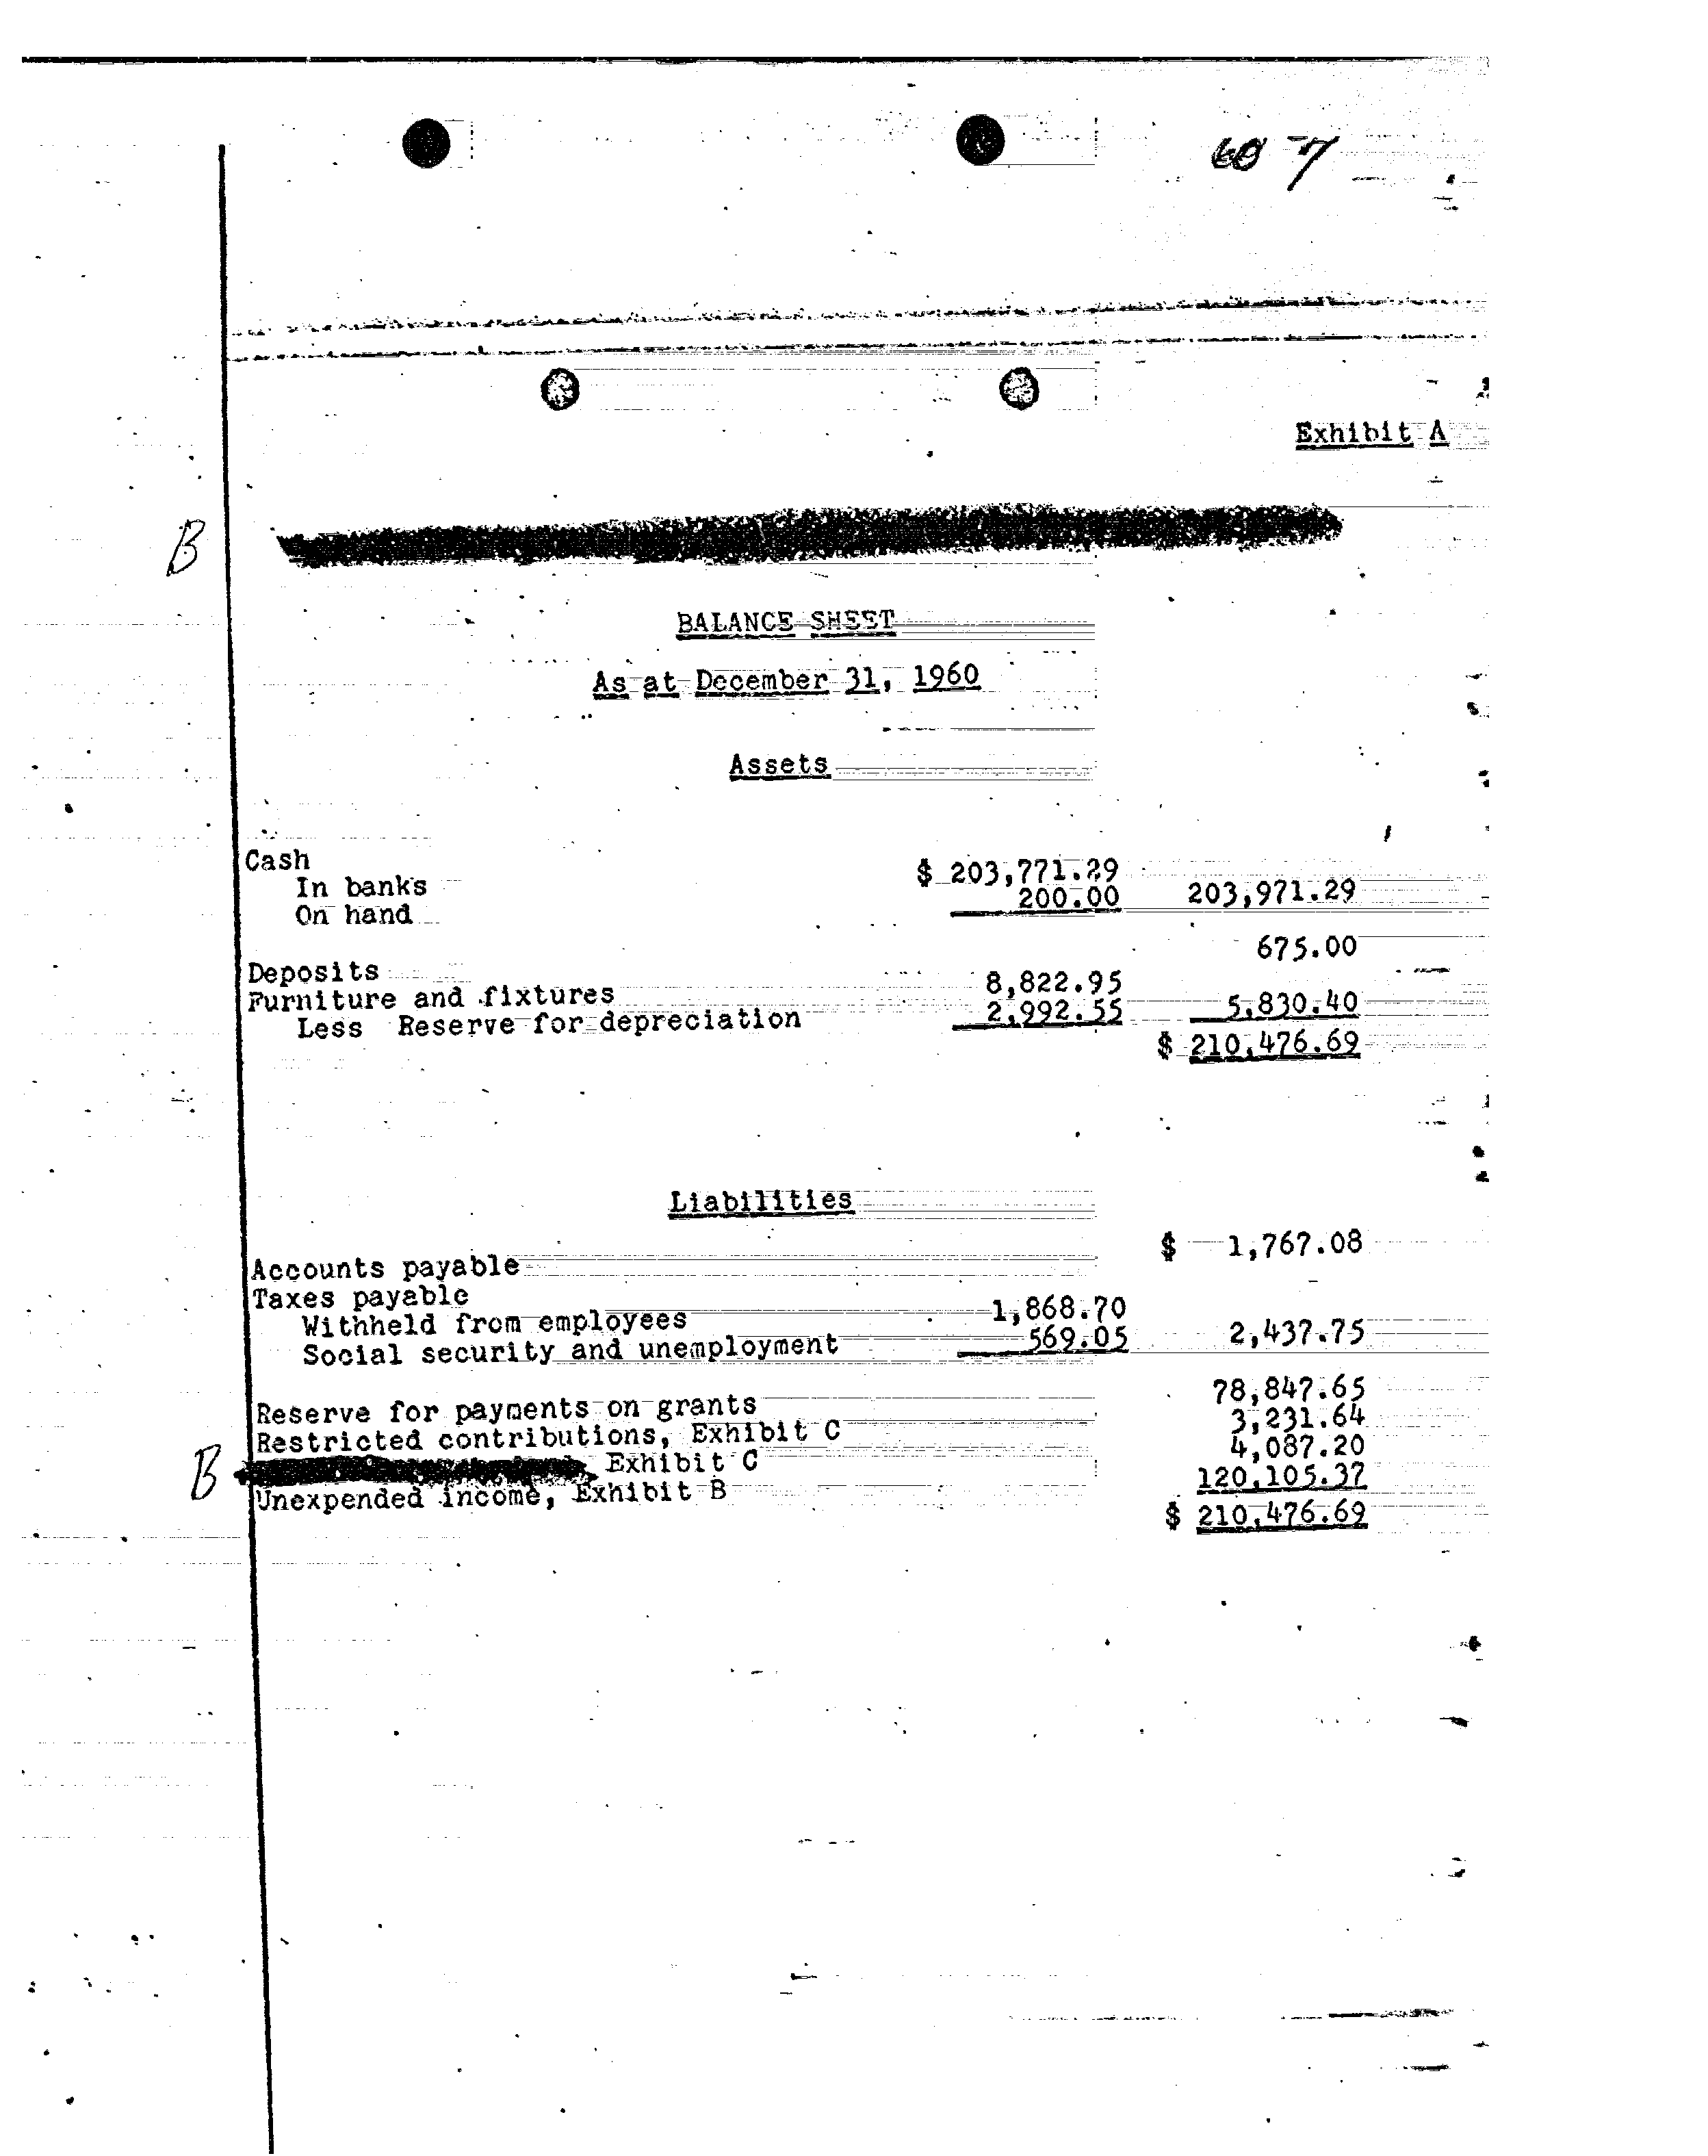 60-7
Exhibit A
B
BALANCE SHEET
As at December 31, 1960
Assets
Cash
In banks $ 203,771.29
On hand 200.00 203,971.29
Deposits 675.00
Furniture and fixtures 8,822.95
Less Reserve for depreciation 2,992.55 5,830.40
$ 210,476.69
Liabilities
Accounts payable $ 1,767.08
Taxes payable
Withheld from employees 1,868.70
Social security and unemployment 569.05 2,437.75
Reserve for payments on grants 78,847.65
Restricted contributions, Exhibit C 3,231.64
B Exhibit C 4,087.20
Unexpended income, Exhibit B 120,105.37
$ 210,476.69